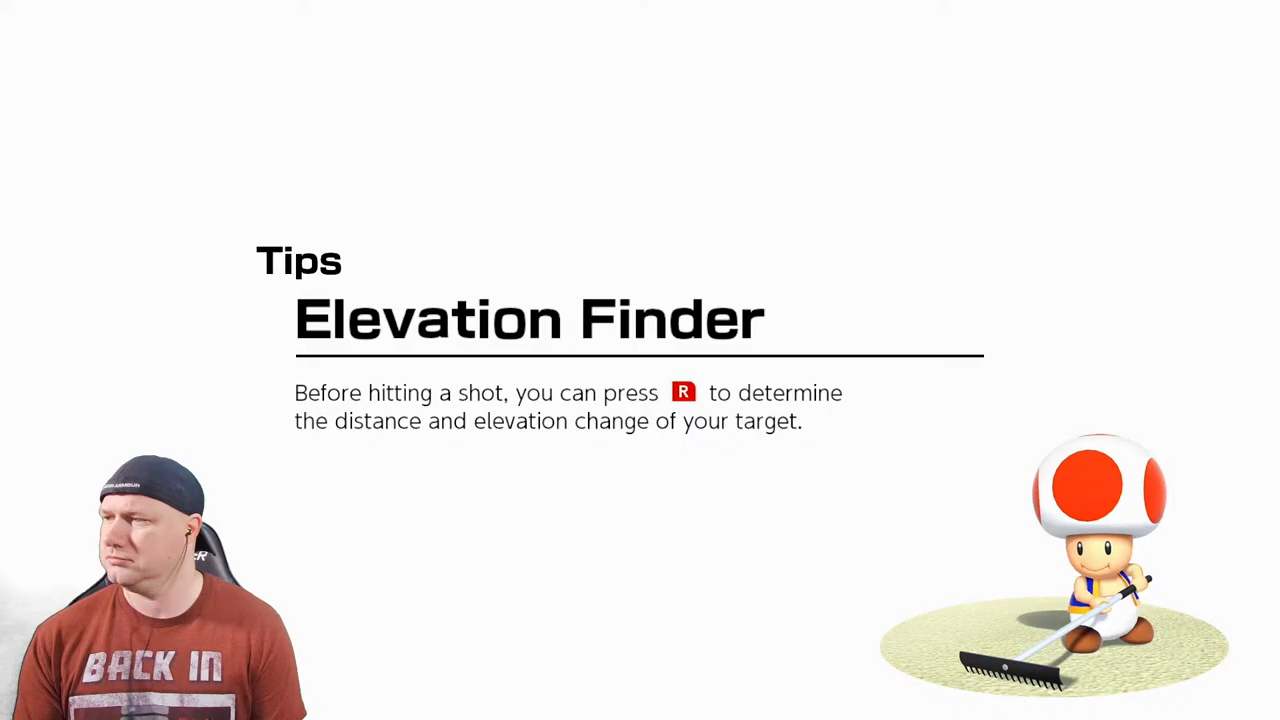 Tips
Elevation Finder
Before hitting a shot, you can press R to determine
the distance and elevation change of your target.
BACK IN